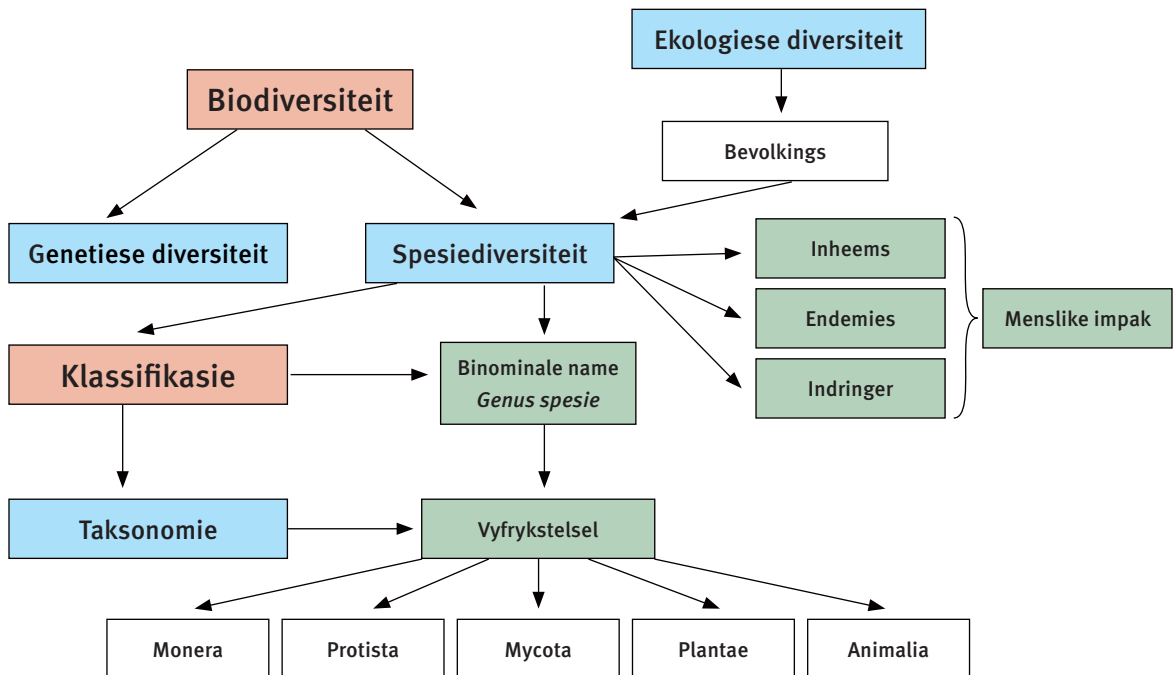 Ekologiese diversiteit
Biodiversiteit
Bevolkings
Genetiese diversiteit
Spesiediversiteit
Inheems
Endemies
Menslike impak
Klassifikasie
Binominale name
Genus spesie
Indringer
Taksonomie
Vyfrykstelsel
Monera
Protista
Mycota
Plantae
Animalia